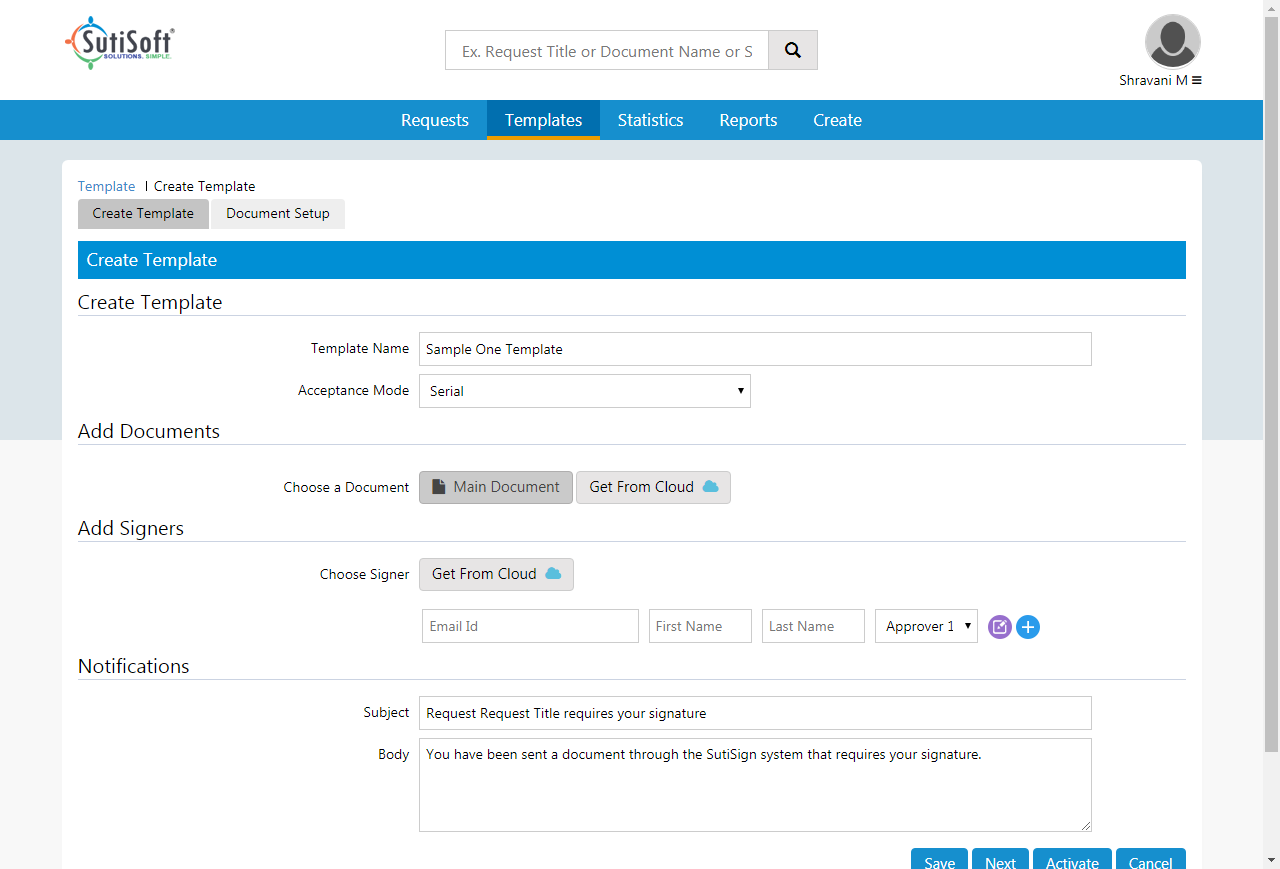 SutiSoft®
SOLUTIONS. SIMPLE.
Ex. Request Title or Document Name or S
Shravani M
Requests Templates Statistics Reports Create
Template I Create Template
Create Template Document Setup
Create Template
Create Template
Template Name Sample One Template
Acceptance Mode Serial
Add Documents
Choose a Document Main Document Get From Cloud
Add Signers
Choose Signer Get From Cloud
Email Id First Name Last Name Approver 1
Notifications
Subject Request Request Title requires your signature
Body You have been sent a document through the SutiSign system that requires your signature.
Save Next Activate Cancel